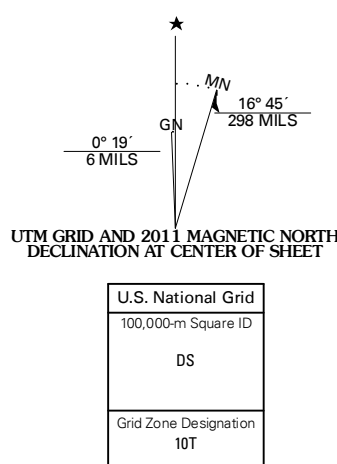 MN
16° 45´
298 MILS
GN
0° 19´
6 MILS
UTM GRID AND 2011 MAGNETIC NORTH
DECLINATION AT CENTER OF SHEET
U.S. National Grid
100,000-m Square ID
DS
Grid Zone Designation
10T